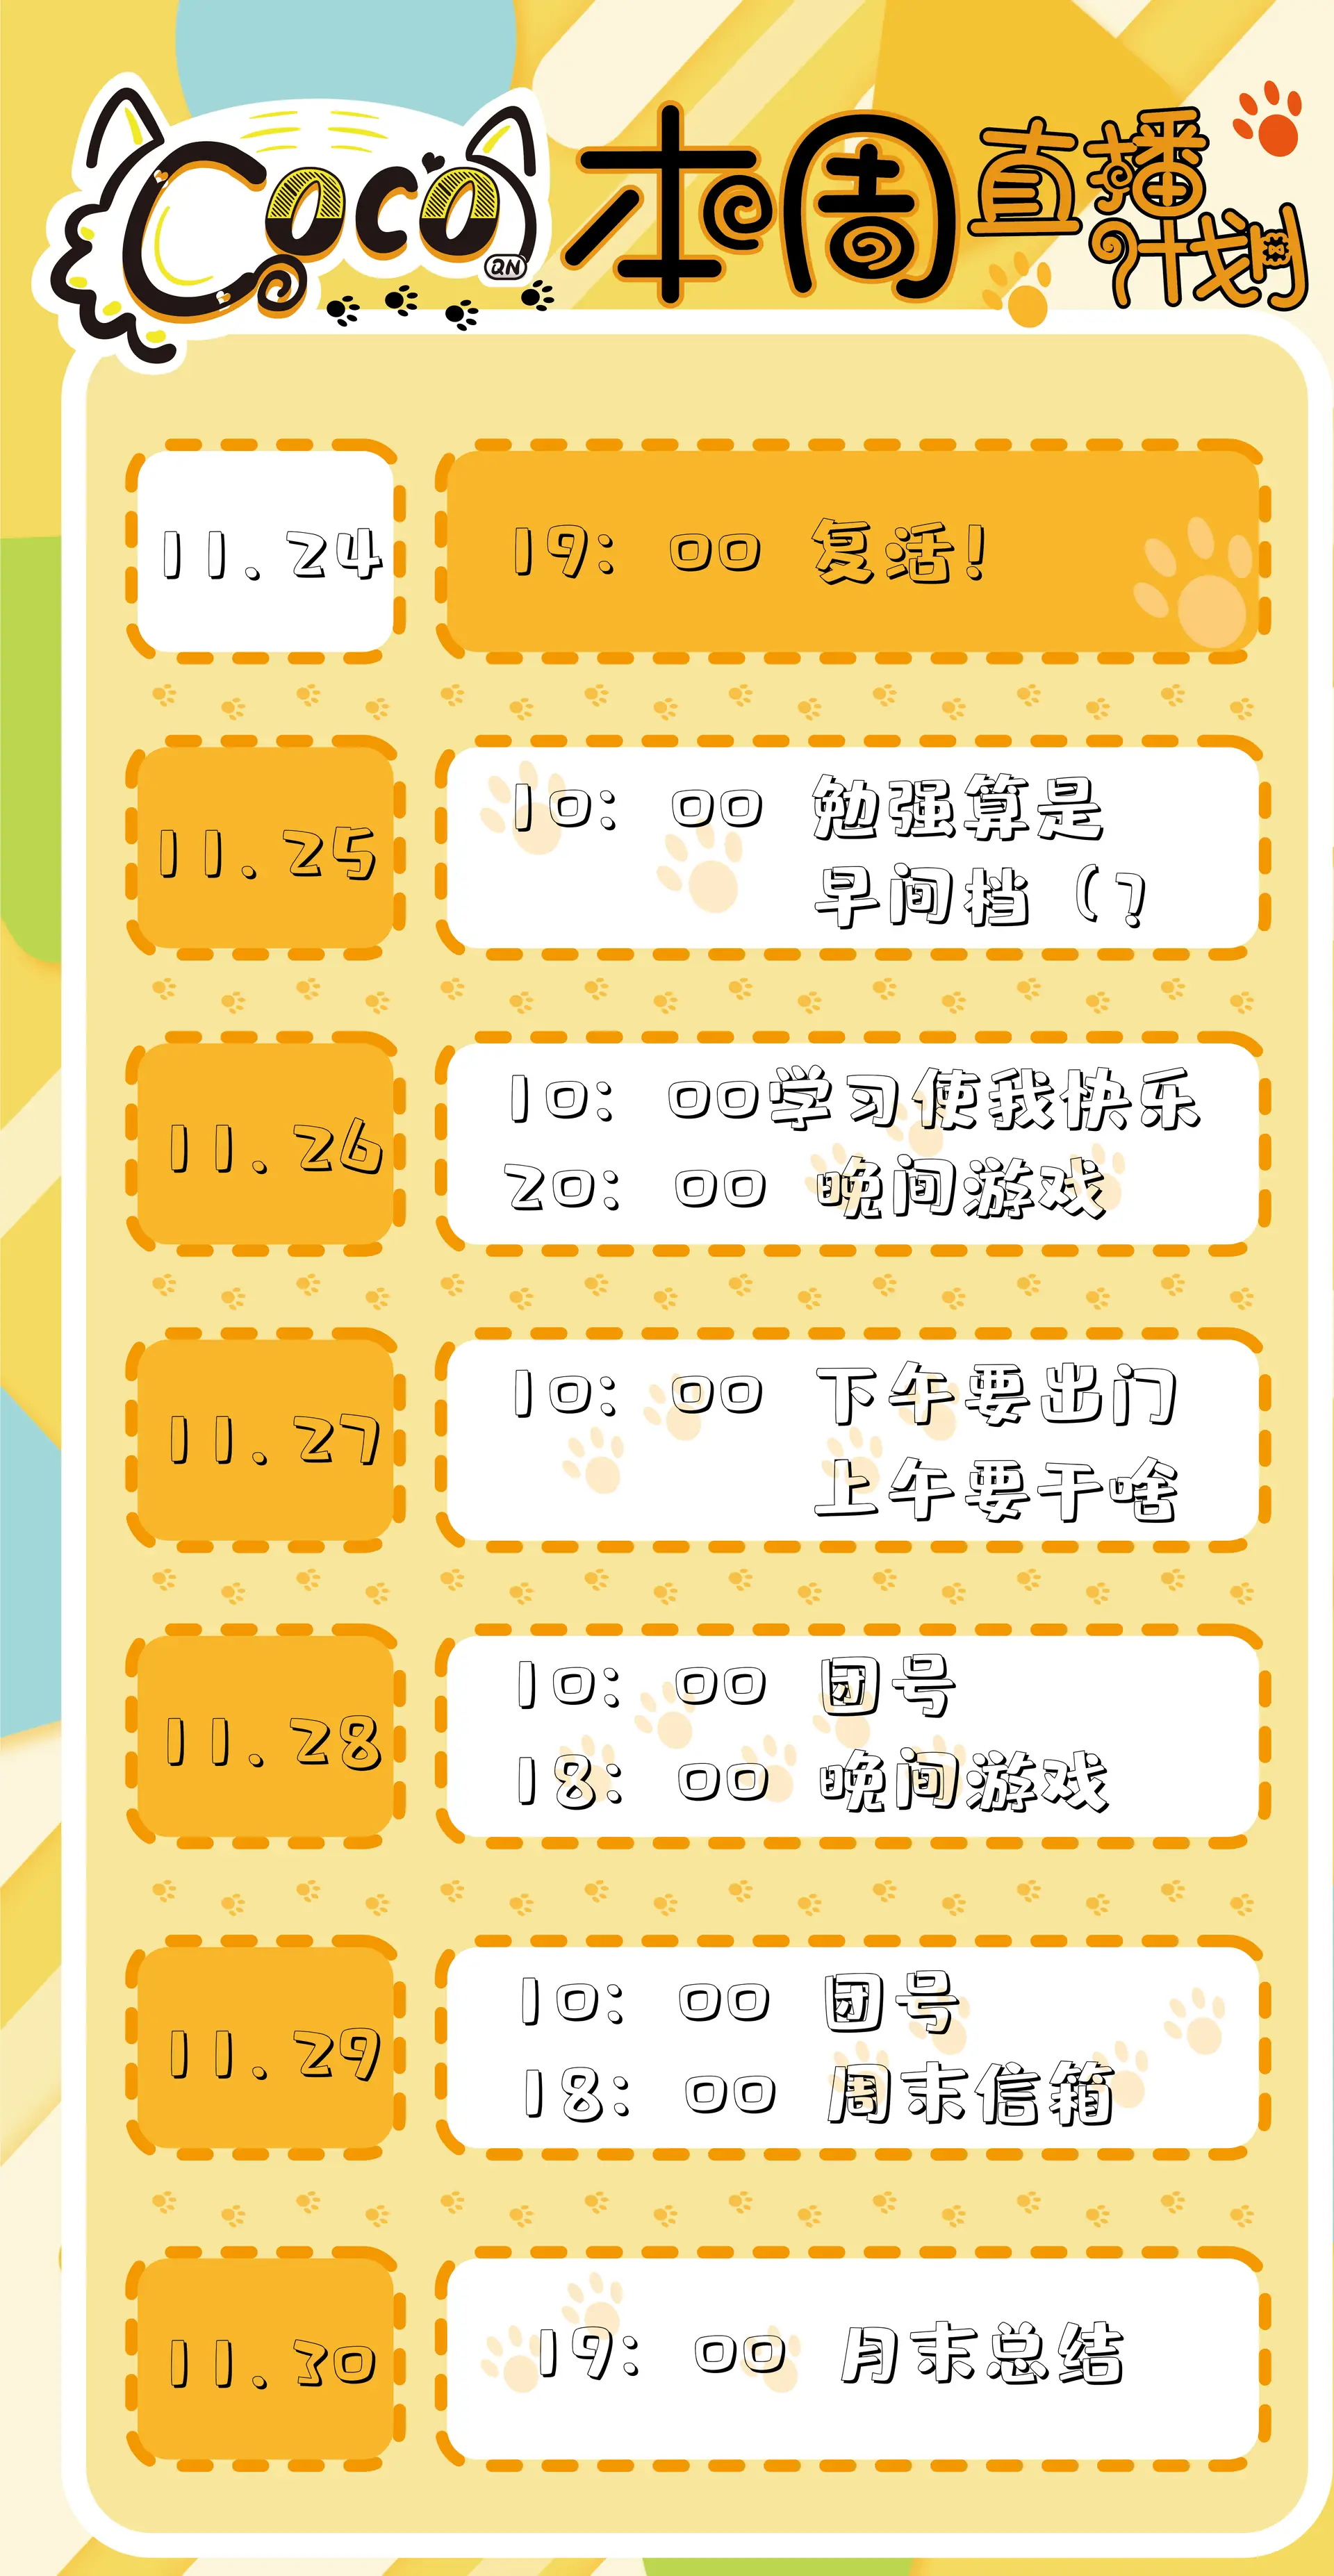 Coco
QN
本周直播计划
11.24
19: 00 复活!
11.25
10: 00 勉强算是
早间档（?
11.26
10: 00学习使我快乐
20: 00 晚间游戏
11.27
10: 00 下午要出门
上午要干啥
11.28
10: 00 团号
18: 00 晚间游戏
11.29
10: 00 团号
18: 00 周末信箱
11.30
19: 00 月末总结